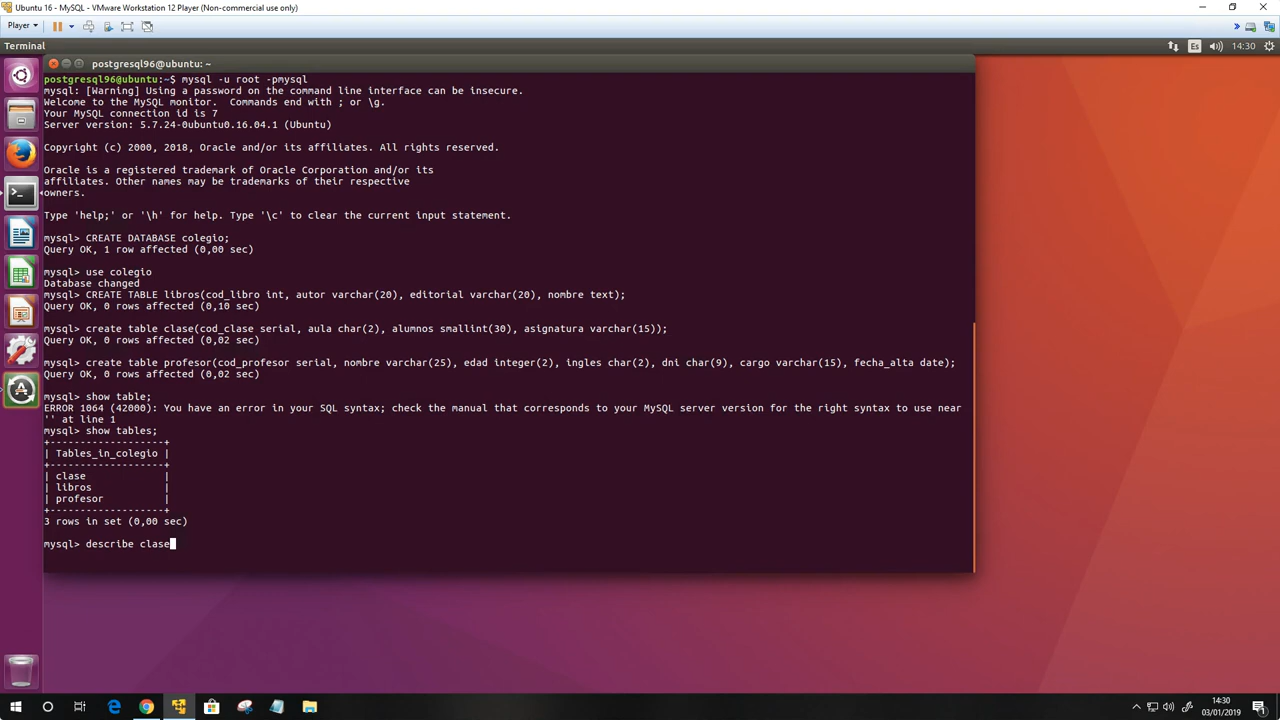 Ubuntu 16 - MySQL - VMware Workstation 12 Player (Non-commercial use only)
Player
Terminal
Es
14:30
postgresql96@ubuntu: ~
postgresql96@ubuntu:~$ mysql -u root -pmysql
mysql: [Warning] Using a password on the command line interface can be insecure.
Welcome to the MySQL monitor.  Commands end with ; or \g.
Your MySQL connection id is 7
Server version: 5.7.24-0ubuntu0.16.04.1 (Ubuntu)
Copyright (c) 2000, 2018, Oracle and/or its affiliates. All rights reserved.
Oracle is a registered trademark of Oracle Corporation and/or its
affiliates. Other names may be trademarks of their respective
owners.
Type 'help;' or '\h' for help. Type '\c' to clear the current input statement.
mysql> CREATE DATABASE colegio;
Query OK, 1 row affected (0,00 sec)
mysql> use colegio
Database changed
mysql> CREATE TABLE libros(cod_libro int, autor varchar(20), editorial varchar(20), nombre text);
Query OK, 0 rows affected (0,10 sec)
mysql> create table clase(cod_clase serial, aula char(2), alumnos smallint(30), asignatura varchar(15));
Query OK, 0 rows affected (0,02 sec)
mysql> create table profesor(cod_profesor serial, nombre varchar(25), edad integer(2), ingles char(2), dni char(9), cargo varchar(15), fecha_alta date);
Query OK, 0 rows affected (0,02 sec)
mysql> show table;
ERROR 1064 (42000): You have an error in your SQL syntax; check the manual that corresponds to your MySQL server version for the right syntax to use near
'' at line 1
mysql> show tables;
+-------------------+
| Tables_in_colegio |
+-------------------+
| clase             |
| libros            |
| profesor          |
+-------------------+
3 rows in set (0,00 sec)
mysql> describe clase
14:30
03/01/2019
1